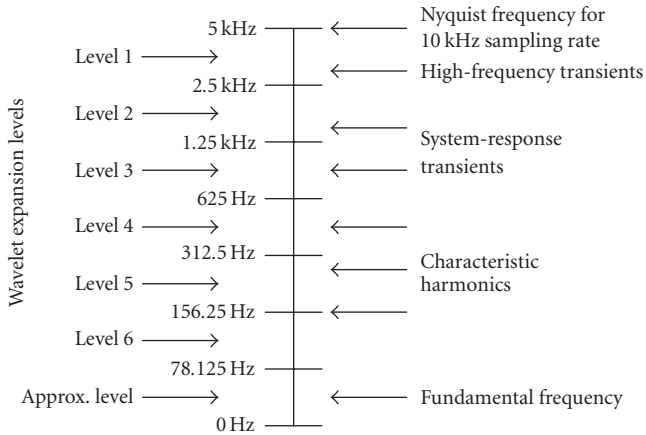 Wavelet expansion levels
5 kHz
Nyquist frequency for
10 kHz sampling rate
Level 1
High-frequency transients
2.5 kHz
Level 2
1.25 kHz
System-response
transients
Level 3
625 Hz
Level 4
312.5 Hz
Characteristic
harmonics
Level 5
156.25 Hz
Level 6
78.125 Hz
Approx. level
Fundamental frequency
0 Hz